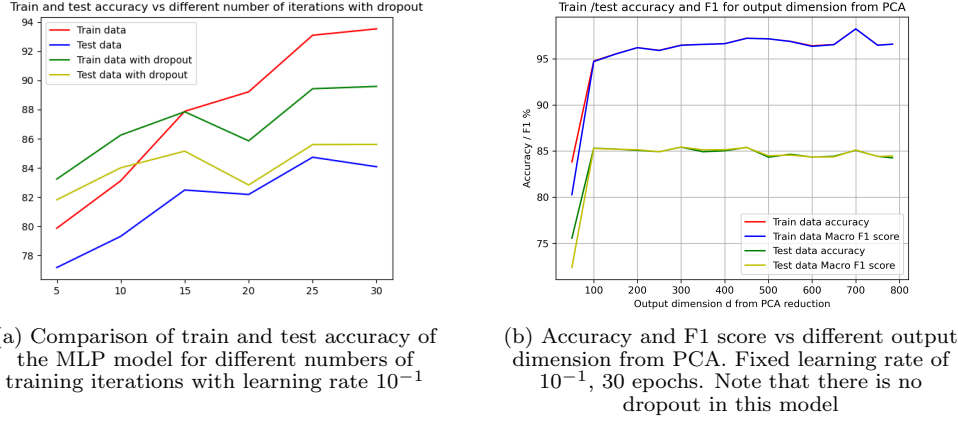 Train and test accuracy vs different number of iterations with dropout
94
92
90
88
86
84
82
80
78
5
10
15
20
25
30
Train data
Test data
Train data with dropout
Test data with dropout
a) Comparison of train and test accuracy of
the MLP model for different numbers of
training iterations with learning rate 10⁻¹
Train /test accuracy and F1 for output dimension from PCA
Accuracy / F1 %
95
90
85
80
75
100
200
300
400
500
600
700
800
Output dimension d from PCA reduction
Train data accuracy
Train data Macro F1 score
Test data accuracy
Test data Macro F1 score
(b) Accuracy and F1 score vs different output
dimension from PCA. Fixed learning rate of
10⁻¹, 30 epochs. Note that there is no
dropout in this model